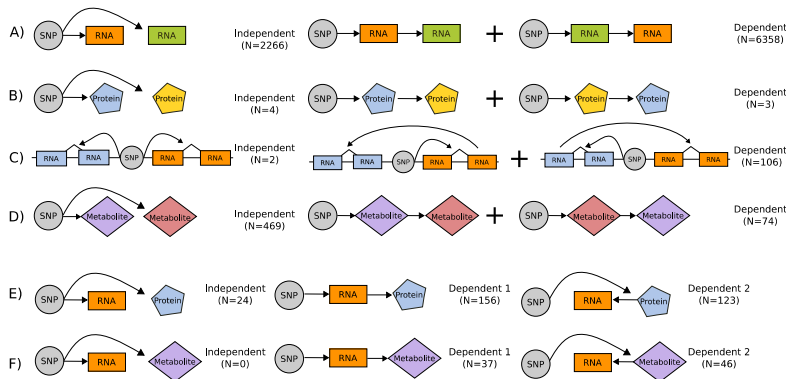 A) SNP RNA RNA Independent (N=2266) SNP RNA RNA + SNP RNA RNA Dependent (N=6358)
B) SNP Protein Protein Independent (N=4) SNP Protein Protein + SNP Protein Protein Dependent (N=3)
C) RNA RNA SNP RNA RNA Independent (N=2) RNA RNA SNP RNA RNA + RNA RNA SNP RNA RNA Dependent (N=106)
D) SNP Metabolite Metabolite Independent (N=469) SNP Metabolite Metabolite + SNP Metabolite Metabolite Dependent (N=74)
E) SNP RNA Protein Independent (N=24) SNP RNA Protein Dependent 1 (N=156) SNP RNA Protein Dependent 2 (N=123)
F) SNP RNA Metabolite Independent (N=0) SNP RNA Metabolite Dependent 1 (N=37) SNP RNA Metabolite Dependent 2 (N=46)